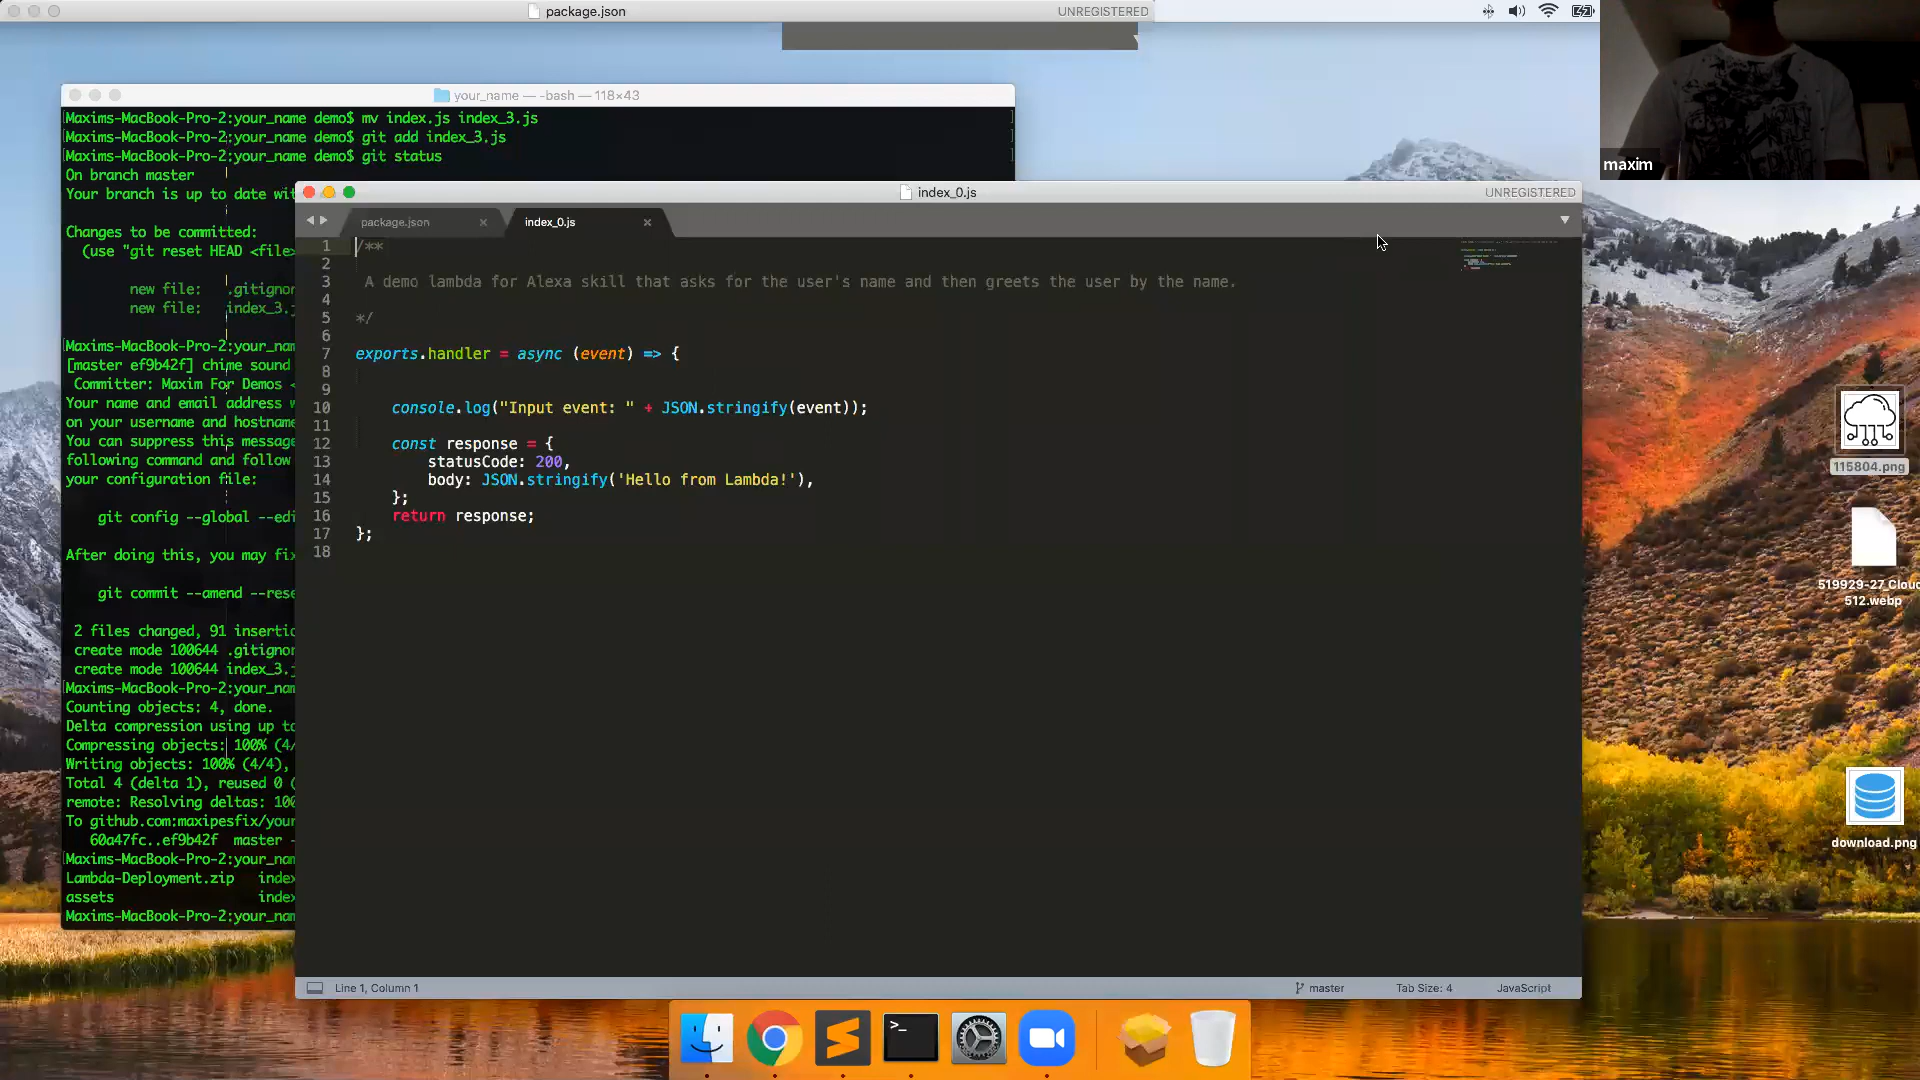 package.json
UNREGISTERED
maxim
your_name — -bash — 118×43
Maxims-MacBook-Pro-2:your_name demo$ mv index.js index_3.js
Maxims-MacBook-Pro-2:your_name demo$ git add index_3.js
Maxims-MacBook-Pro-2:your_name demo$ git status
On branch master
Your branch is up to date wit
Changes to be committed:
(use "git reset HEAD <file>
new file: .gitignor
new file: index_3.j
Maxims-MacBook-Pro-2:your_nam
[master ef9b42f] chime sound
Committer: Maxim For Demos <
Your name and email address w
on your username and hostname
You can suppress this message
following command and follow
your configuration file:
git config --global --edi
After doing this, you may fix
git commit --amend --rese
2 files changed, 91 insertio
create mode 100644 .gitignor
create mode 100644 index_3.j
Maxims-MacBook-Pro-2:your_nam
Counting objects: 4, done.
Delta compression using up to
Compressing objects: 100% (4/
Writing objects: 100% (4/4),
Total 4 (delta 1), reused 0 (
remote: Resolving deltas: 100
To github.com:maxipesfix/your
60a47fc..ef9b42f master -
Maxims-MacBook-Pro-2:your_nam
Lambda-Deployment.zip index
assets index
Maxims-MacBook-Pro-2:your_nam
index_0.js
UNREGISTERED
package.json
index_0.js
1 /**
2
3 A demo lambda for Alexa skill that asks for the user's name and then greets the user by the name.
4
5 */
6
7 exports.handler = async (event) => {
8
9
10 console.log("Input event: " + JSON.stringify(event));
11
12 const response = {
13 statusCode: 200,
14 body: JSON.stringify('Hello from Lambda!'),
15 };
16 return response;
17 };
18
Line 1, Column 1
master
Tab Size: 4
JavaScript
115804.png
519929-27_Clou
512.webp
download.png